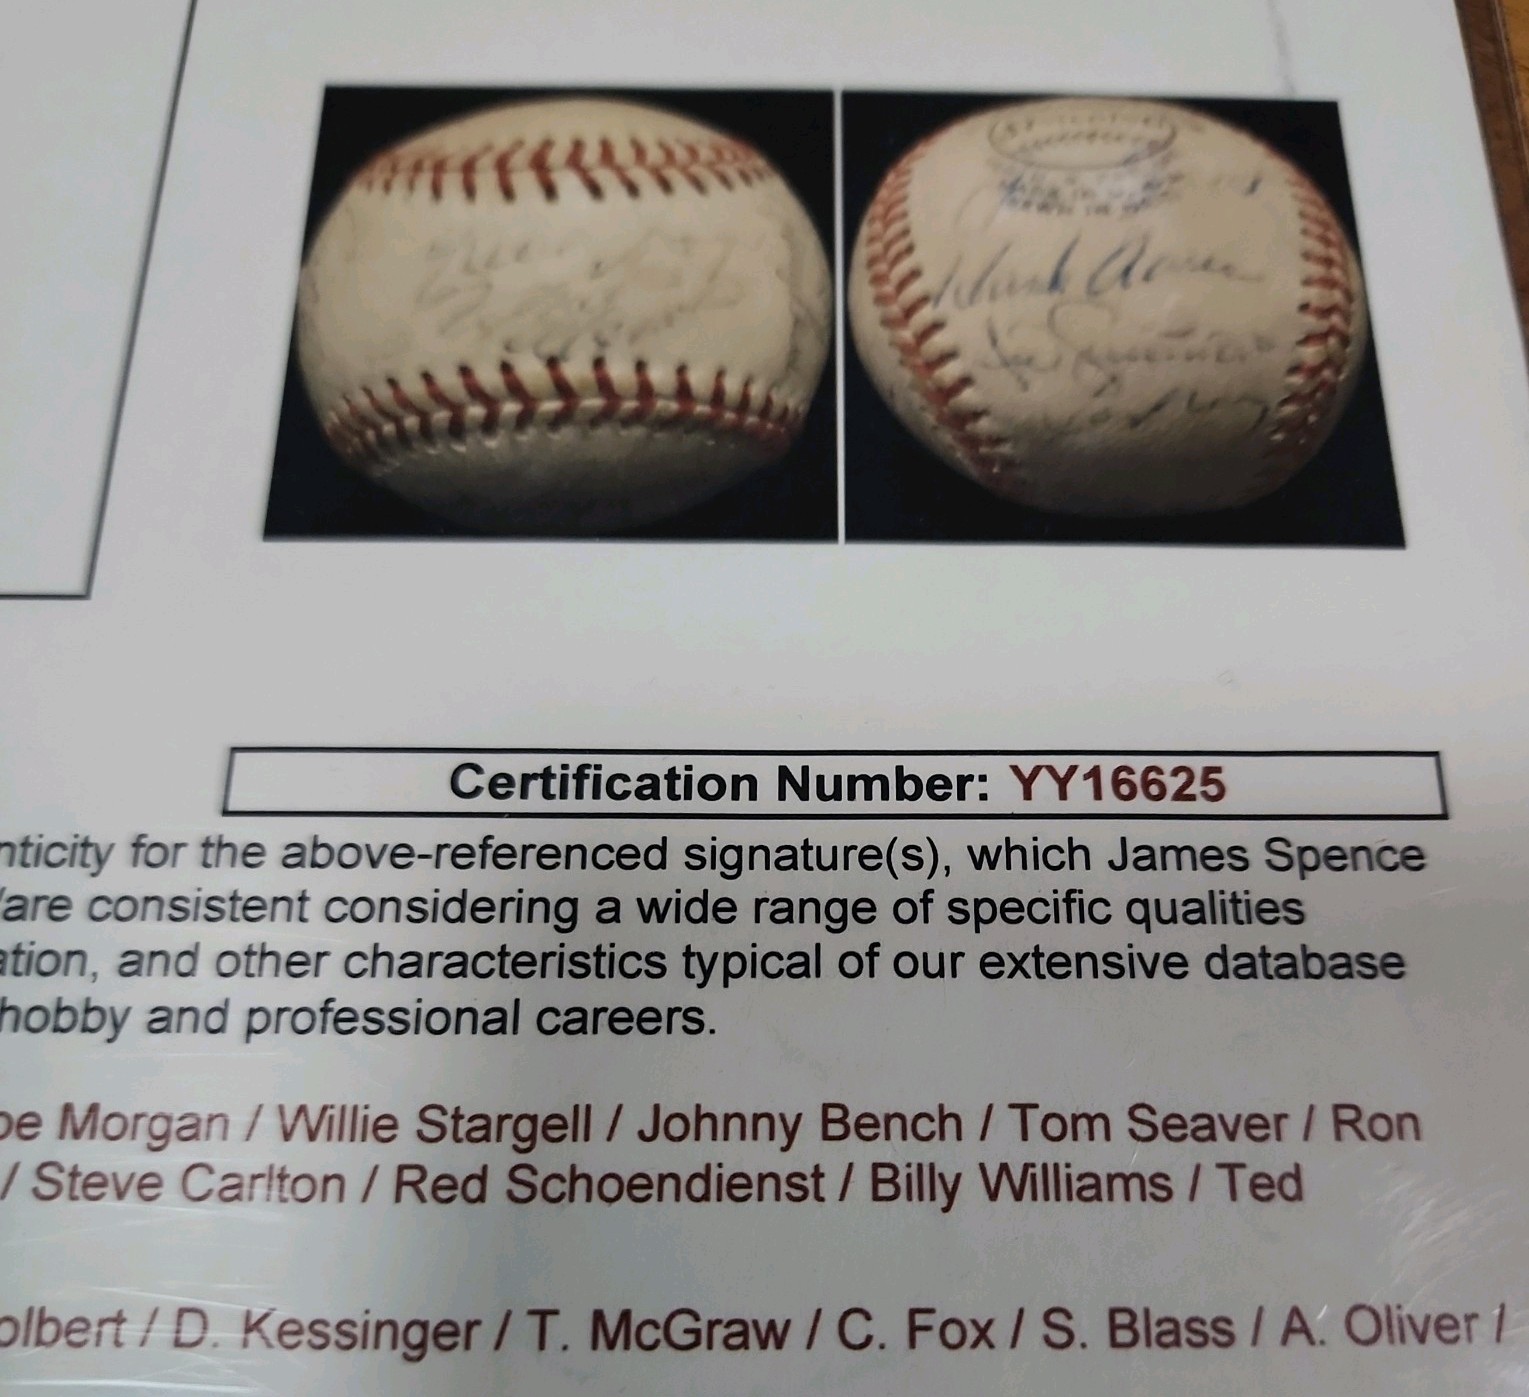 Hank Aaron
Certification Number: YY16625
nticity for the above-referenced signature(s), which James Spence
/are consistent considering a wide range of specific qualities
ation, and other characteristics typical of our extensive database
hobby and professional careers.
oe Morgan / Willie Stargell / Johnny Bench / Tom Seaver / Ron
/ Steve Carlton / Red Schoendienst / Billy Williams / Ted
olbert / D. Kessinger / T. McGraw / C. Fox / S. Blass / A. Oliver /